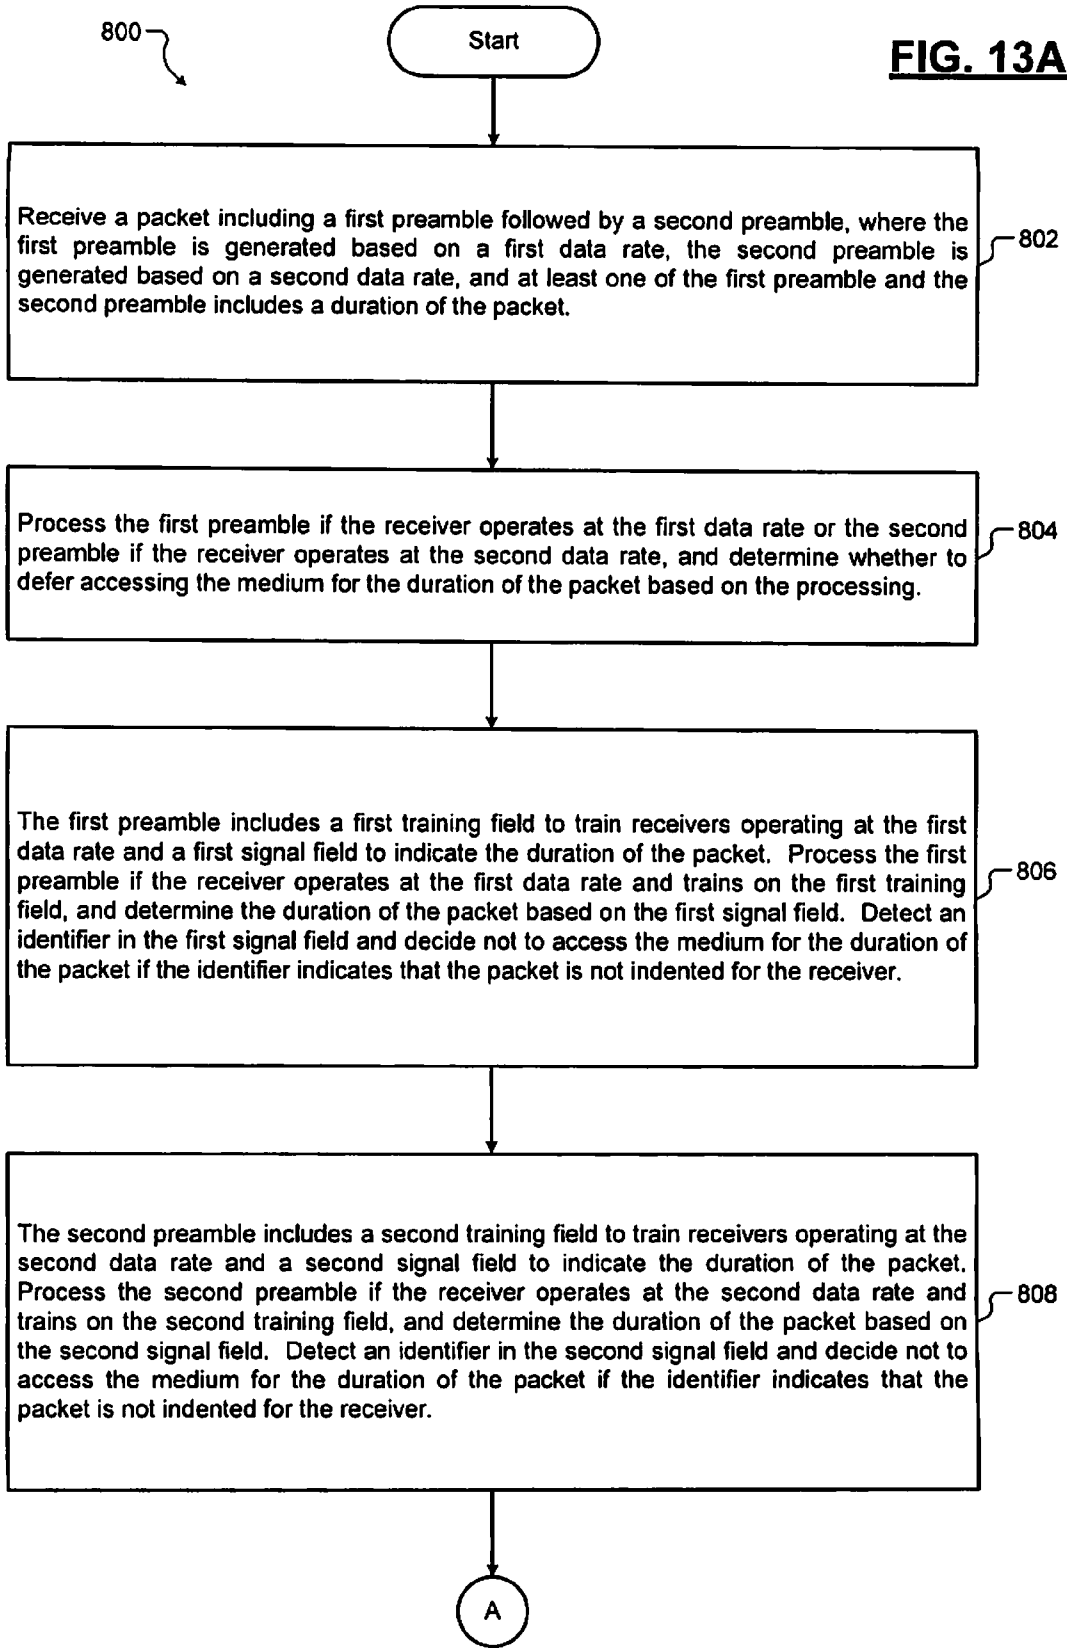 800
Start
FIG. 13A
Receive a packet including a first preamble followed by a second preamble, where the
first preamble is generated based on a first data rate, the second preamble is
generated based on a second data rate, and at least one of the first preamble and the
second preamble includes a duration of the packet.
802
Process the first preamble if the receiver operates at the first data rate or the second
preamble if the receiver operates at the second data rate, and determine whether to
defer accessing the medium for the duration of the packet based on the processing.
804
The first preamble includes a first training field to train receivers operating at the first
data rate and a first signal field to indicate the duration of the packet. Process the first
preamble if the receiver operates at the first data rate and trains on the first training
field, and determine the duration of the packet based on the first signal field. Detect an
identifier in the first signal field and decide not to access the medium for the duration of
the packet if the identifier indicates that the packet is not indented for the receiver.
806
The second preamble includes a second training field to train receivers operating at the
second data rate and a second signal field to indicate the duration of the packet.
Process the second preamble if the receiver operates at the second data rate and
trains on the second training field, and determine the duration of the packet based on
the second signal field. Detect an identifier in the second signal field and decide not to
access the medium for the duration of the packet if the identifier indicates that the
packet is not indented for the receiver.
808
A